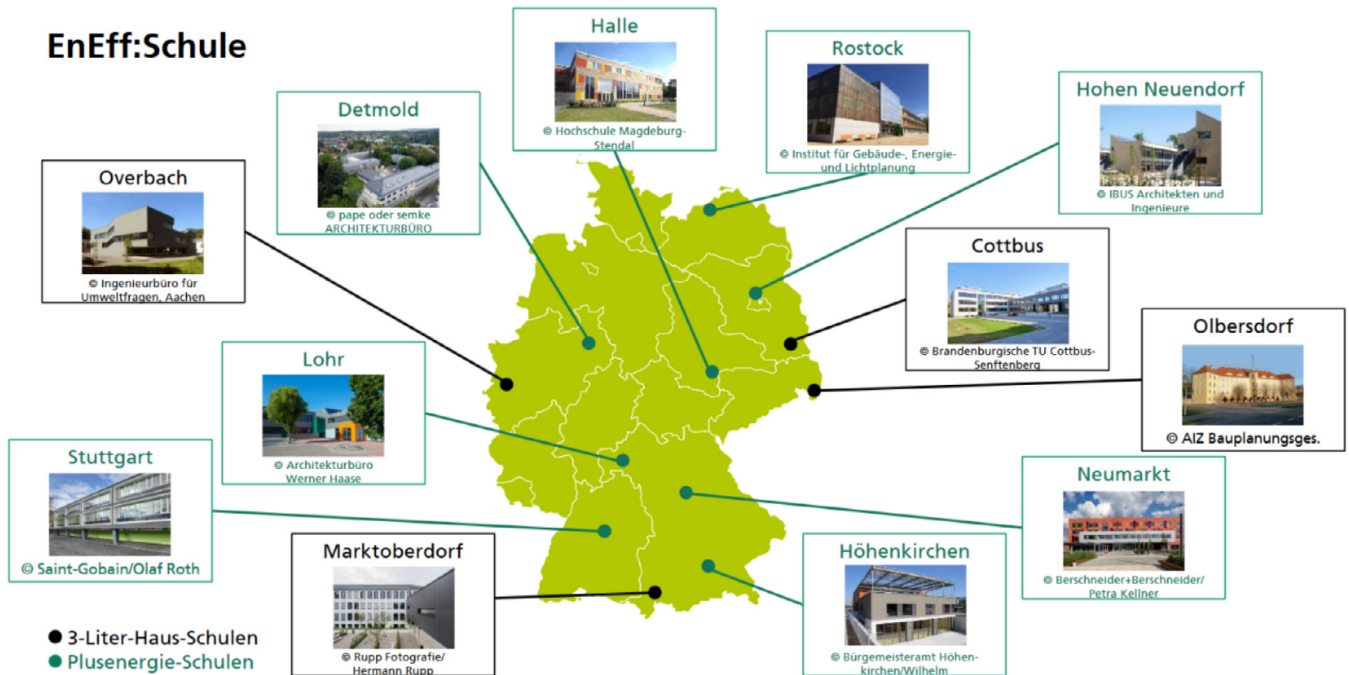 EnEff:Schule
Halle
© Hochschule Magdeburg-
Stendal
Rostock
© Institut für Gebäude-, Energie-
und Lichtplanung
Hohen Neuendorf
© IBUS Architekten und
Ingenieure
Detmold
© pape oder semke
ARCHITEKTURBÜRO
Overbach
© Ingenieurbüro für
Umweltfragen, Aachen
Cottbus
© Brandenburgische TU Cottbus-
Senftenberg
Olbersdorf
© AIZ Bauplanungsges.
Lohr
© Architekturbüro
Werner Haase
Stuttgart
© Saint-Gobain/Olaf Roth
Neumarkt
© Berschneider+Berschneider/
Petra Kellner
Marktoberdorf
© Rupp Fotografie/
Hermann Rupp
Höhenkirchen
© Bürgemeisteramt Höhen-
kirchen/Wilhelm
3-Liter-Haus-Schulen
Plusenergie-Schulen